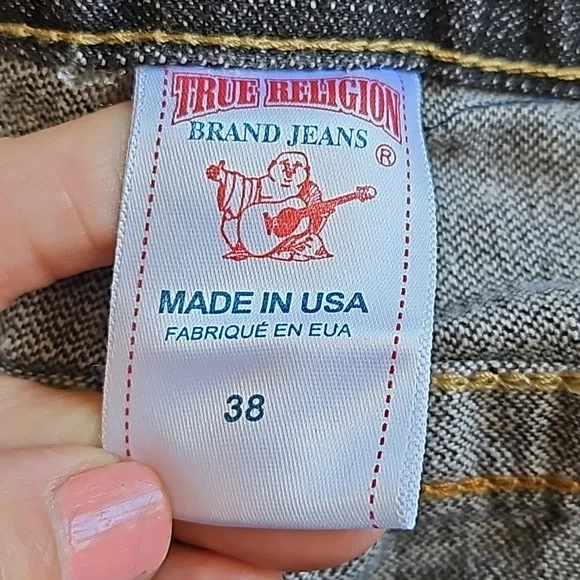 TRUE RELIGION
BRAND JEANS
®
MADE IN USA
FABRIQUÉ EN EUA
38